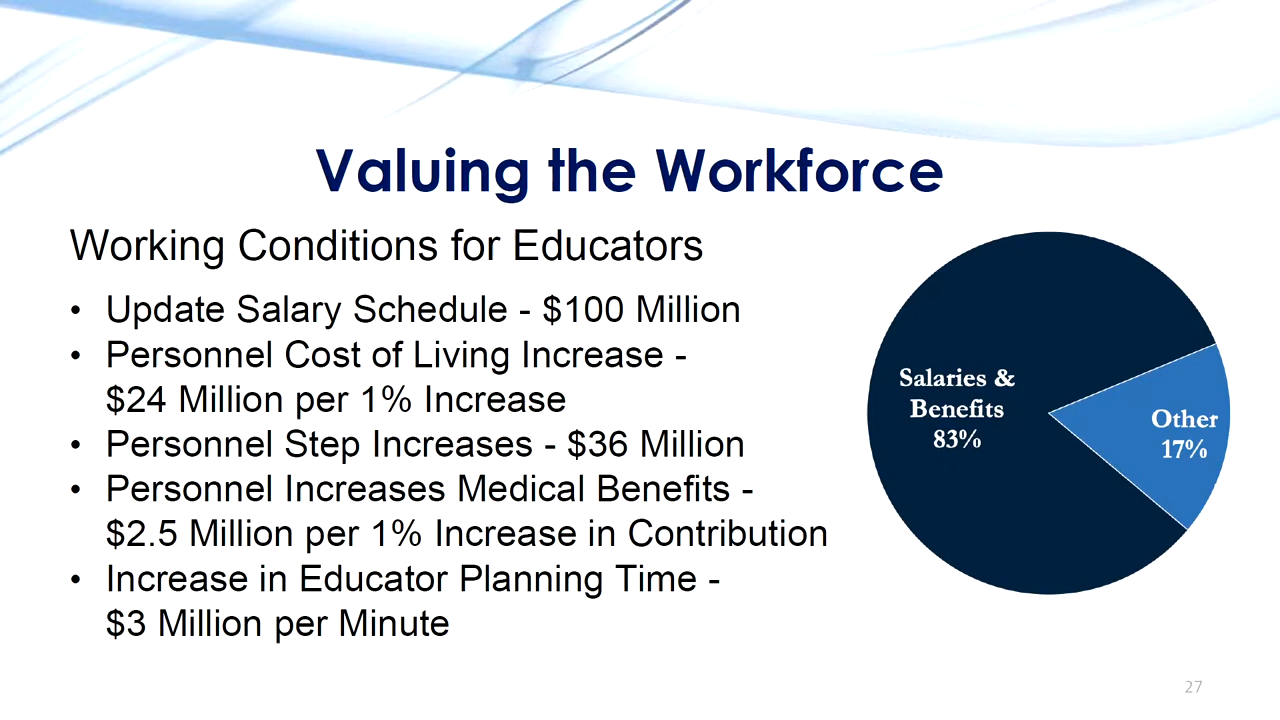 Valuing the Workforce
Working Conditions for Educators
• Update Salary Schedule - $100 Million
• Personnel Cost of Living Increase -
$24 Million per 1% Increase
• Personnel Step Increases - $36 Million
• Personnel Increases Medical Benefits -
$2.5 Million per 1% Increase in Contribution
• Increase in Educator Planning Time -
$3 Million per Minute
Salaries &
Benefits
83%
Other
17%
27